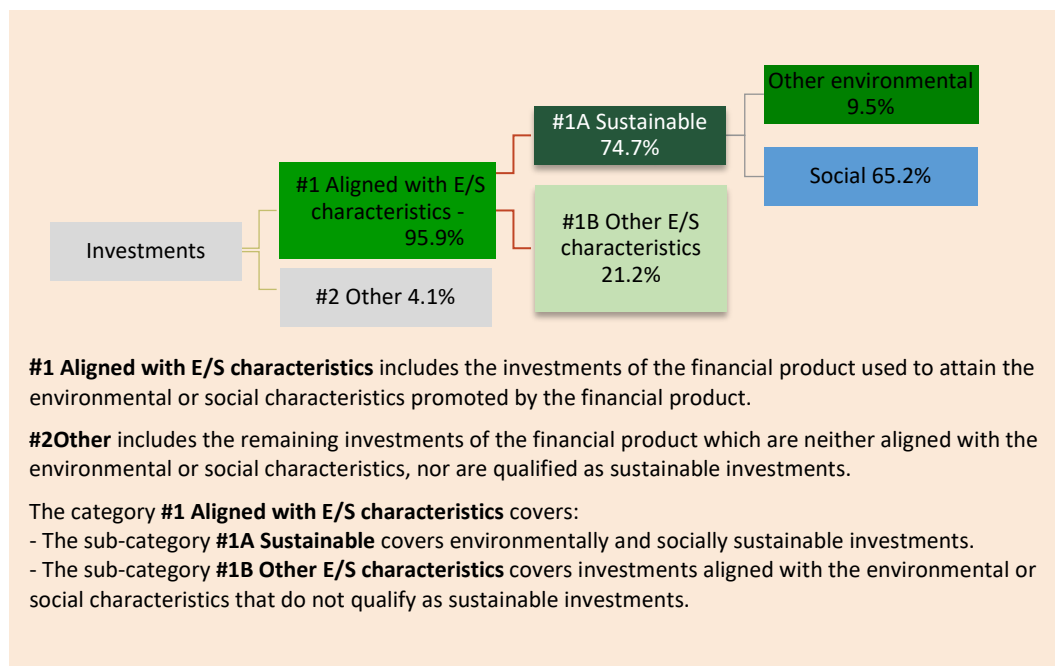 Other environmental
9.5%
#1A Sustainable
74.7%
Social 65.2%
#1 Aligned with E/S
characteristics -
95.9%
#1B Other E/S
characteristics
21.2%
Investments
#2 Other 4.1%
#1 Aligned with E/S characteristics includes the investments of the financial product used to attain the
environmental or social characteristics promoted by the financial product.
#2Other includes the remaining investments of the financial product which are neither aligned with the
environmental or social characteristics, nor are qualified as sustainable investments.
The category #1 Aligned with E/S characteristics covers:
- The sub-category #1A Sustainable covers environmentally and socially sustainable investments.
- The sub-category #1B Other E/S characteristics covers investments aligned with the environmental or
social characteristics that do not qualify as sustainable investments.